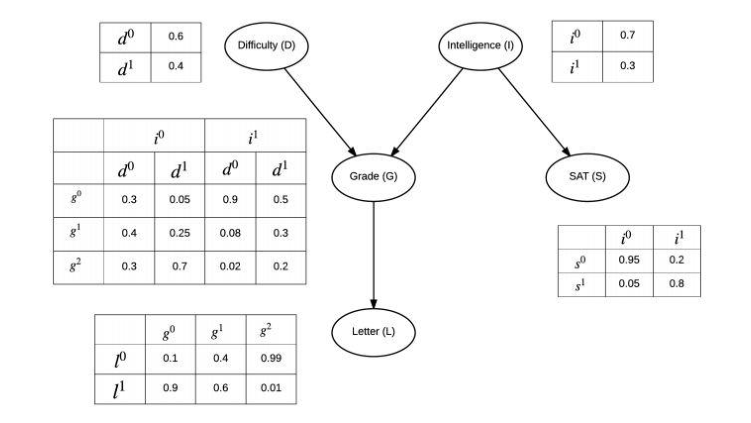 d⁰ 0.6
d¹ 0.4
Difficulty (D)
Intelligence (I)
i⁰ 0.7
i¹ 0.3
i⁰ i¹
d⁰ d¹ d⁰ d¹
g⁰ 0.3 0.05 0.9 0.5
g¹ 0.4 0.25 0.08 0.3
g² 0.3 0.7 0.02 0.2
Grade (G)
SAT (S)
i⁰ i¹
s⁰ 0.95 0.2
s¹ 0.05 0.8
g⁰ g¹ g²
l⁰ 0.1 0.4 0.99
l¹ 0.9 0.6 0.01
Letter (L)